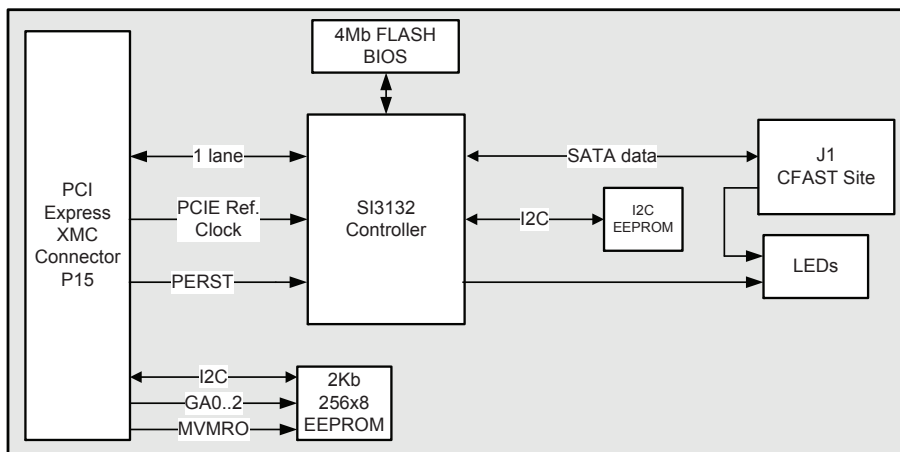 4Mb FLASH
BIOS
PCI
Express
XMC
Connector
P15
1 lane
PCIE Ref.
Clock
PERST
SI3132
Controller
SATA data
J1
CFAST Site
I2C
I2C
EEPROM
LEDs
I2C
GA0..2
MVMRO
2Kb
256x8
EEPROM